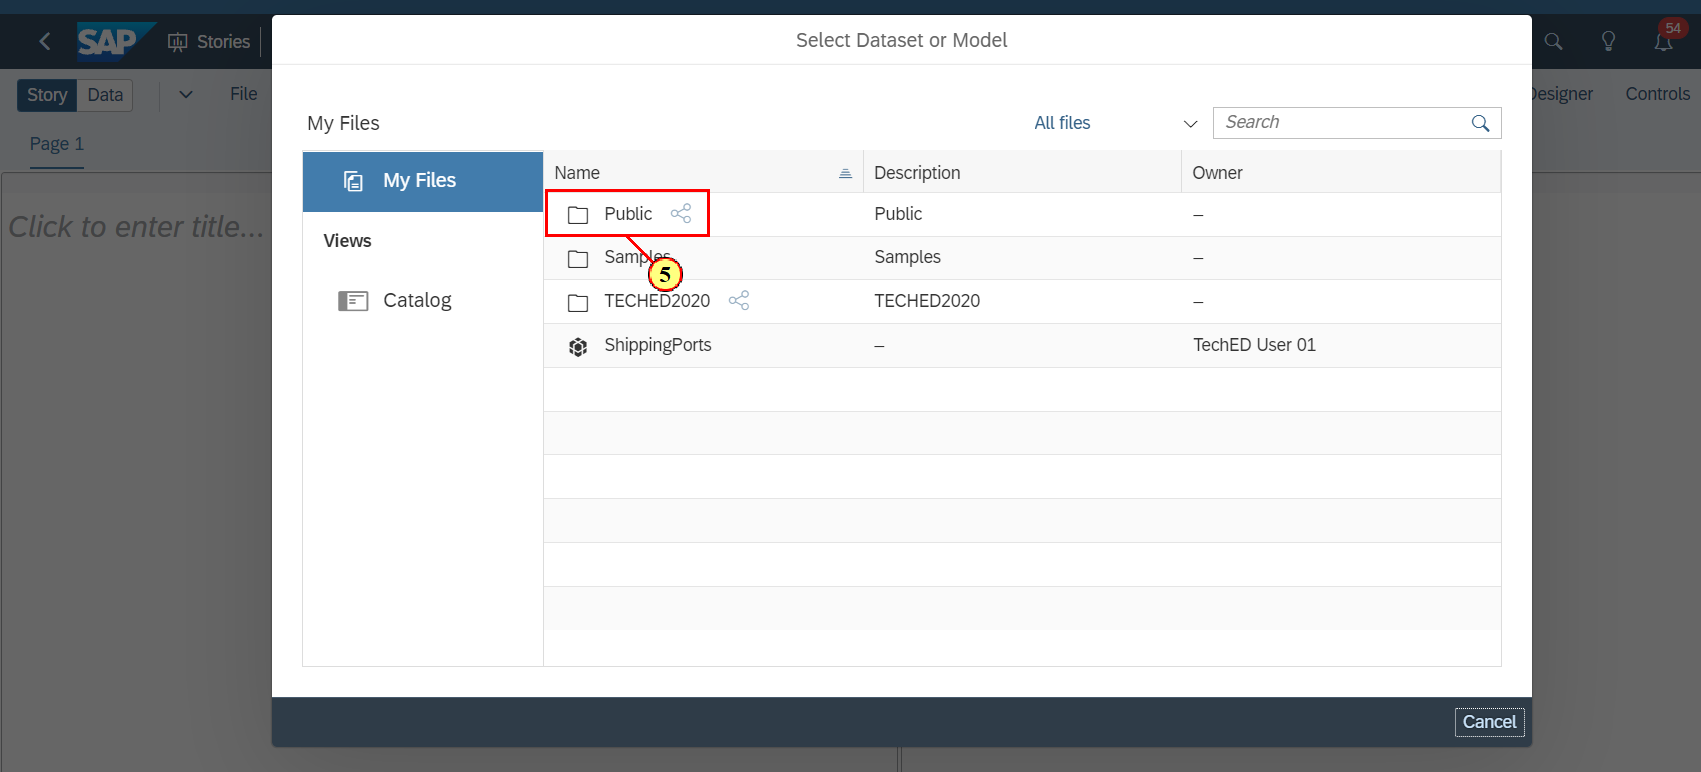 Select Dataset or Model
SAP
Stories
54
Story
Data
File
Designer
Controls
Page 1
Click to enter title...
My Files
All files
Search
My Files
Views
Catalog
Name
Description
Owner
Public
Public
–
Samples
Samples
–
5
TECHED2020
TECHED2020
–
ShippingPorts
–
TechED User 01
Cancel